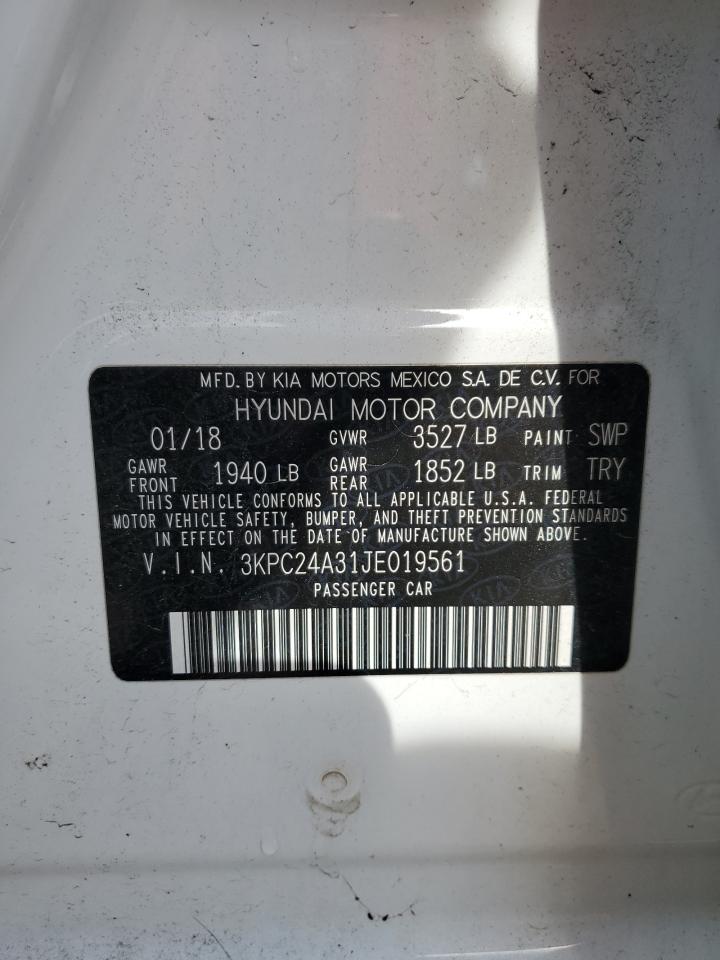 MFD. BY KIA MOTORS MEXICO S.A. DE C.V. FOR
HYUNDAI MOTOR COMPANY
01/18 GVWR 3527 LB PAINT SWP
GAWR FRONT 1940 LB GAWR REAR 1852 LB TRIM TRY
THIS VEHICLE CONFORMS TO ALL APPLICABLE U.S.A. FEDERAL
MOTOR VEHICLE SAFETY, BUMPER, AND THEFT PREVENTION STANDARDS
IN EFFECT ON THE DATE OF MANUFACTURE SHOWN ABOVE.
V.I.N. 3KPC24A31JE019561
PASSENGER CAR